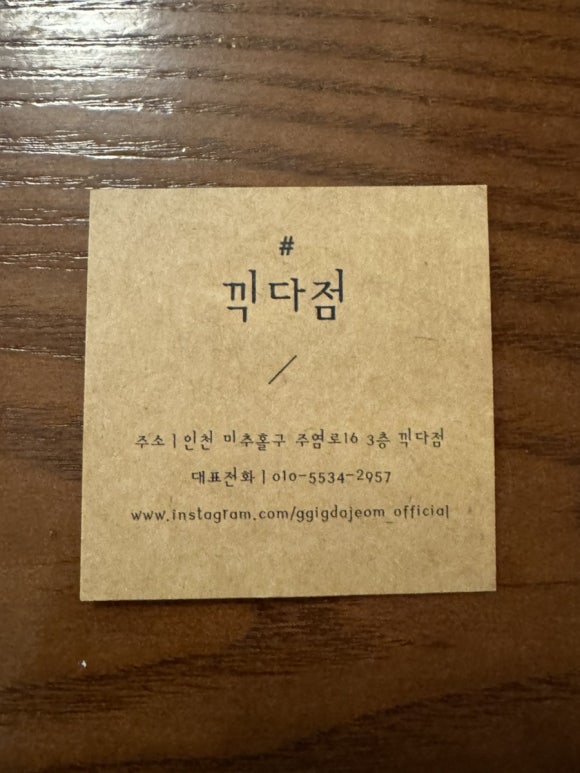 #
끽다점
/
주소 | 인천 미추홀구 주염로16 3층 끽다점
대표전화 | 010-5534-2957
www.instagram.com/ggigdajeom_official